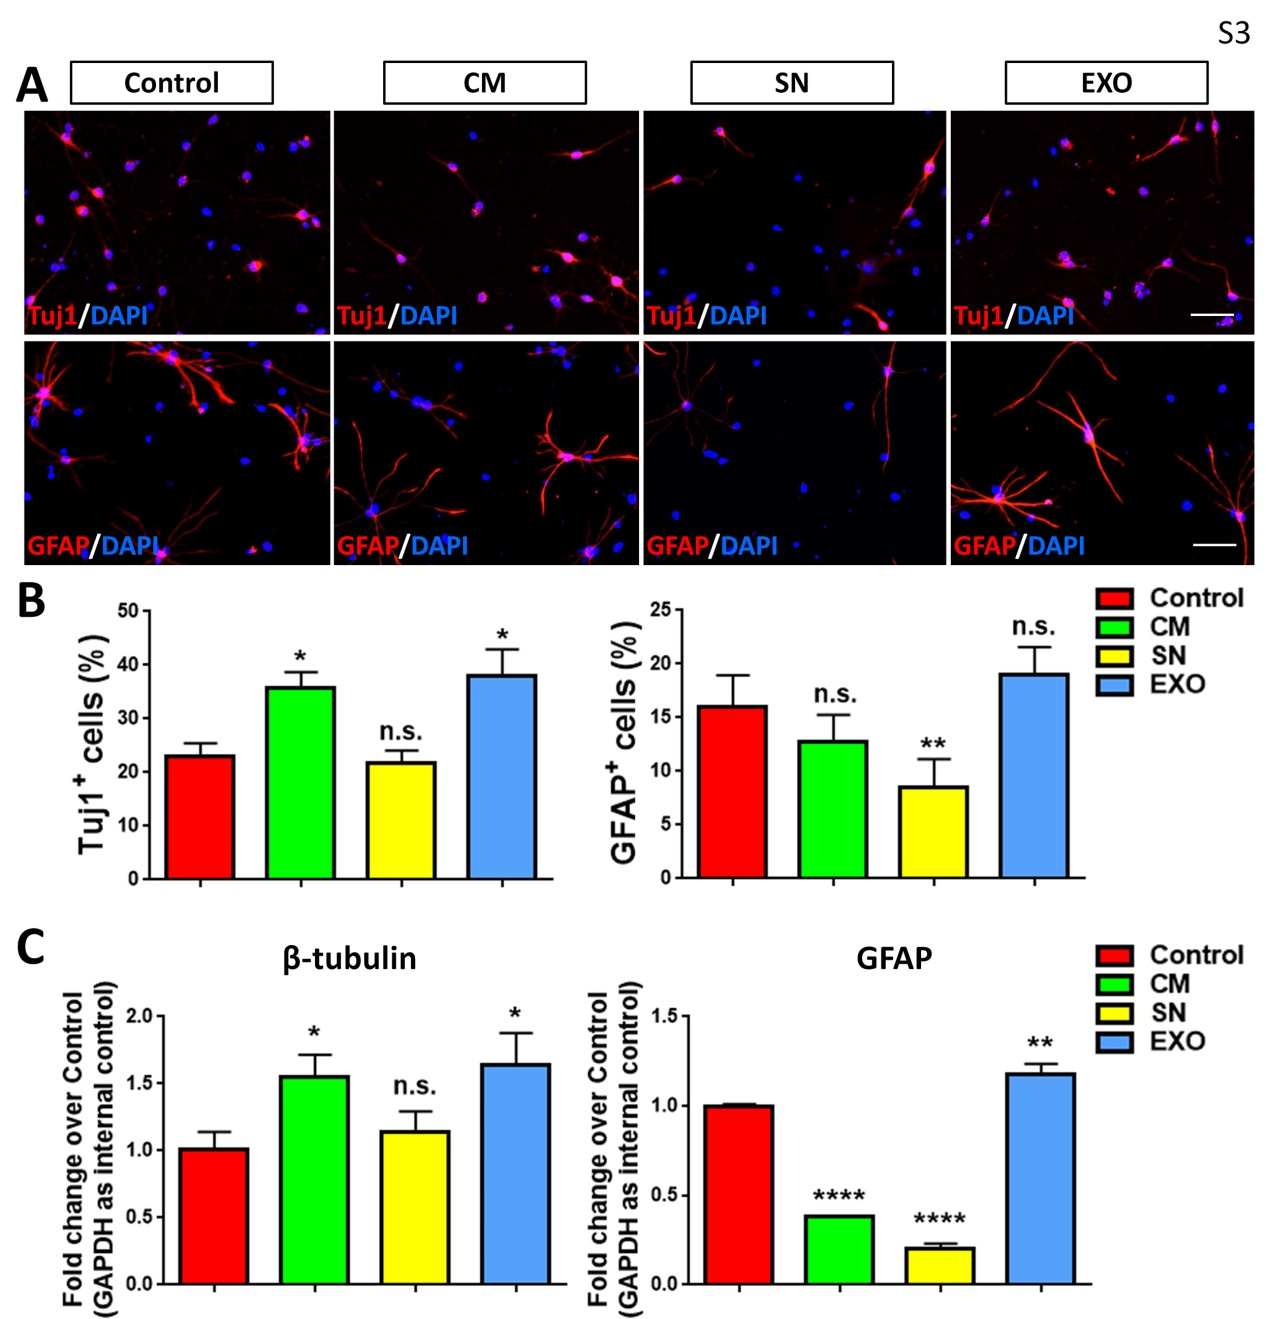 S3
A
Control
CM
SN
EXO
Tuj1/DAPI
Tuj1/DAPI
Tuj1/DAPI
Tuj1/DAPI
GFAP/DAPI
GFAP/DAPI
GFAP/DAPI
GFAP/DAPI
B
Tuj1+ cells (%)
50
40
30
20
10
0
*
n.s.
*
GFAP+ cells (%)
25
20
15
10
5
0
n.s.
**
n.s.
Control
CM
SN
EXO
C
β-tubulin
Fold change over Control
(GAPDH as internal control)
2.0
1.5
1.0
0.5
0.0
*
n.s.
*
GFAP
Fold change over Control
(GAPDH as internal control)
1.5
1.0
0.5
0.0
****
****
**
Control
CM
SN
EXO